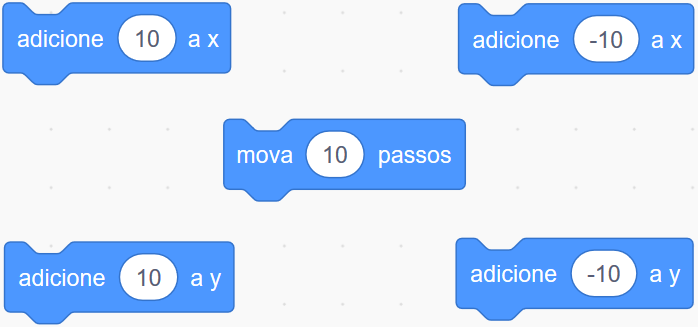 adicione 10 a x
adicione -10 a x
mova 10 passos
adicione 10 a y
adicione -10 a y